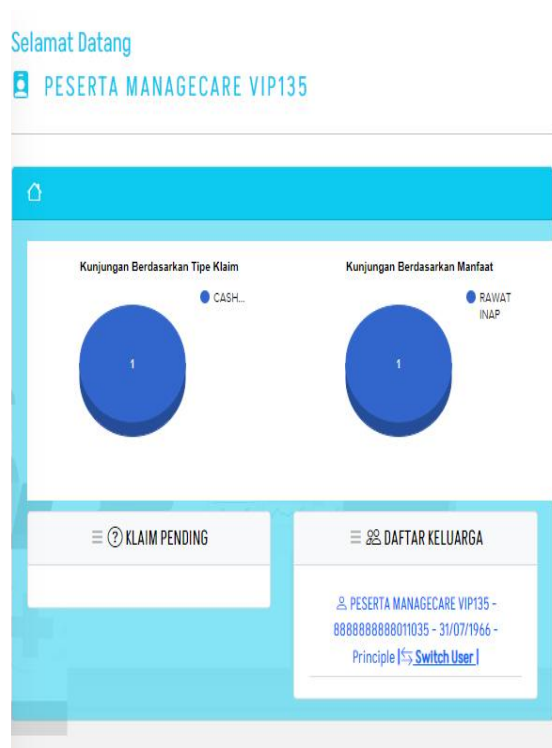 Selamat Datang
PESERTA MANAGECARE VIP135
Kunjungan Berdasarkan Tipe Klaim
CASH...
1
Kunjungan Berdasarkan Manfaat
RAWAT
INAP
1
KLAIM PENDING
DAFTAR KELUARGA
PESERTA MANAGECARE VIP135 -
8888888888011035 - 31/07/1966 -
Principle | Switch User |